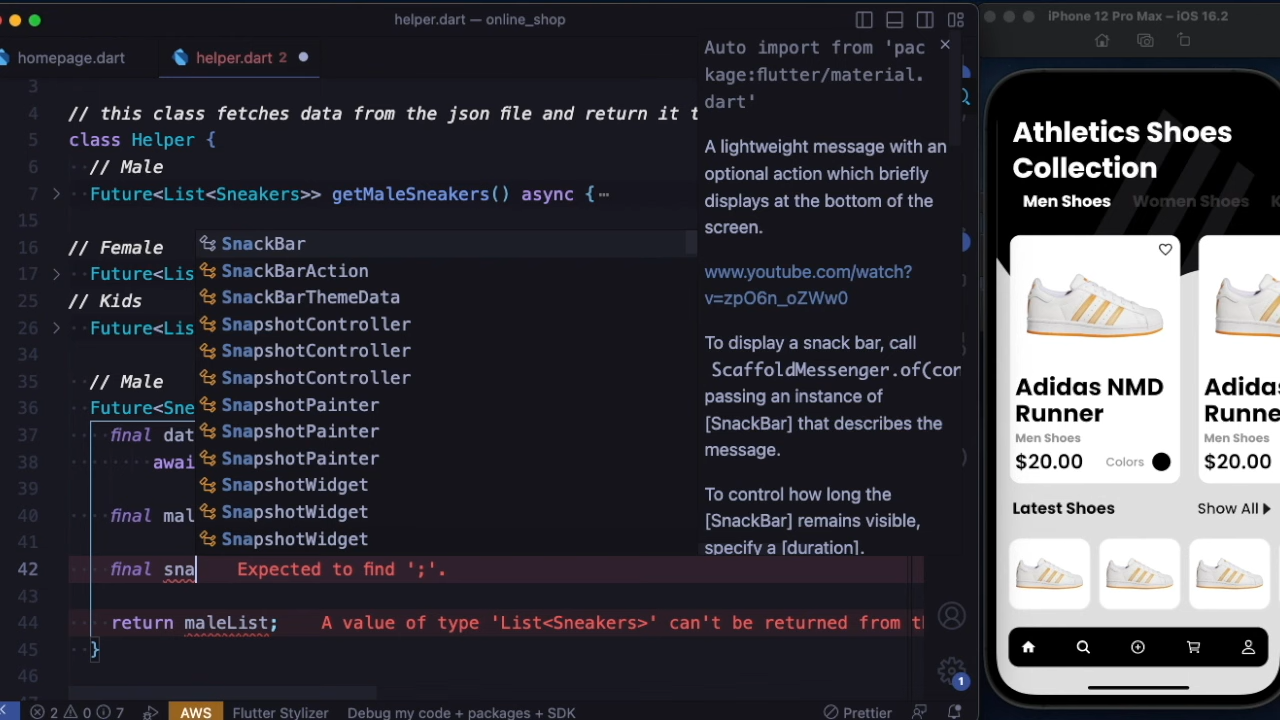 helper.dart — online_shop
homepage.dart
helper.dart 2
3
4 // this class fetches data from the json file and return it t
5 class Helper {
6 // Male
7 Future<List<Sneakers>> getMaleSneakers() async {
15
16 // Female
17 Future<Lis
25 // Kids
26 Future<Lis
34
35 // Male
36 Future<Sne
37 final dat
38 awai
39
40 final mal
41
42 final sna Expected to find ';'.
43
44 return maleList; A value of type 'List<Sneakers>' can't be returned from t
45 }
46
SnackBar
SnackBarAction
SnackBarThemeData
SnapshotController
SnapshotController
SnapshotController
SnapshotPainter
SnapshotPainter
SnapshotPainter
SnapshotWidget
SnapshotWidget
SnapshotWidget
Auto import from 'pac
kage:flutter/material.
dart'
A lightweight message with an
optional action which briefly
displays at the bottom of the
screen.
www.youtube.com/watch?
v=zpO6n_oZWw0
To display a snack bar, call
ScaffoldMessenger.of(con
passing an instance of
[SnackBar] that describes the
message.
To control how long the
[SnackBar] remains visible,
specify a [duration].
1
2 0 7 AWS Flutter Stylizer Debug my code + packages + SDK Prettier
iPhone 12 Pro Max – iOS 16.2
Athletics Shoes
Collection
Men Shoes Women Shoes K
Adidas NMD
Runner
Men Shoes
$20.00 Colors
Adidas
Runne
Men Shoes
$20.00
Latest Shoes Show All